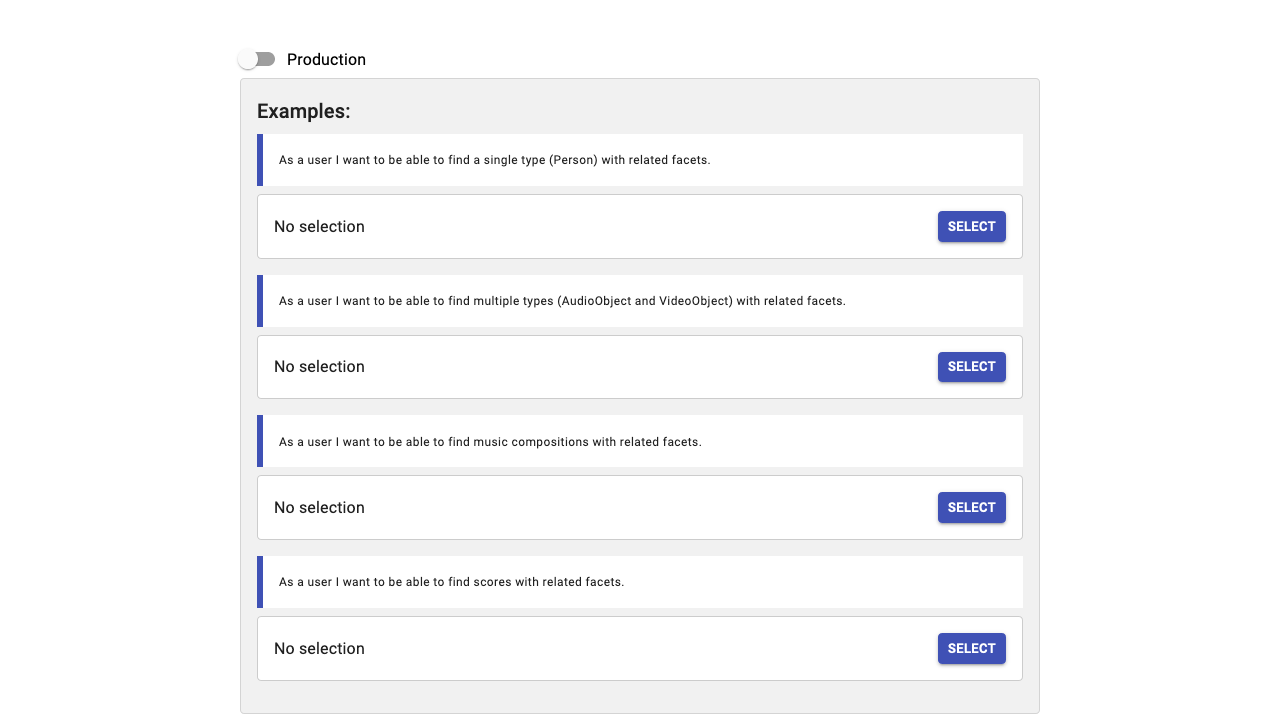 Production
Examples:
As a user I want to be able to find a single type (Person) with related facets.
No selection
SELECT
As a user I want to be able to find multiple types (AudioObject and VideoObject) with related facets.
No selection
SELECT
As a user I want to be able to find music compositions with related facets.
No selection
SELECT
As a user I want to be able to find scores with related facets.
No selection
SELECT